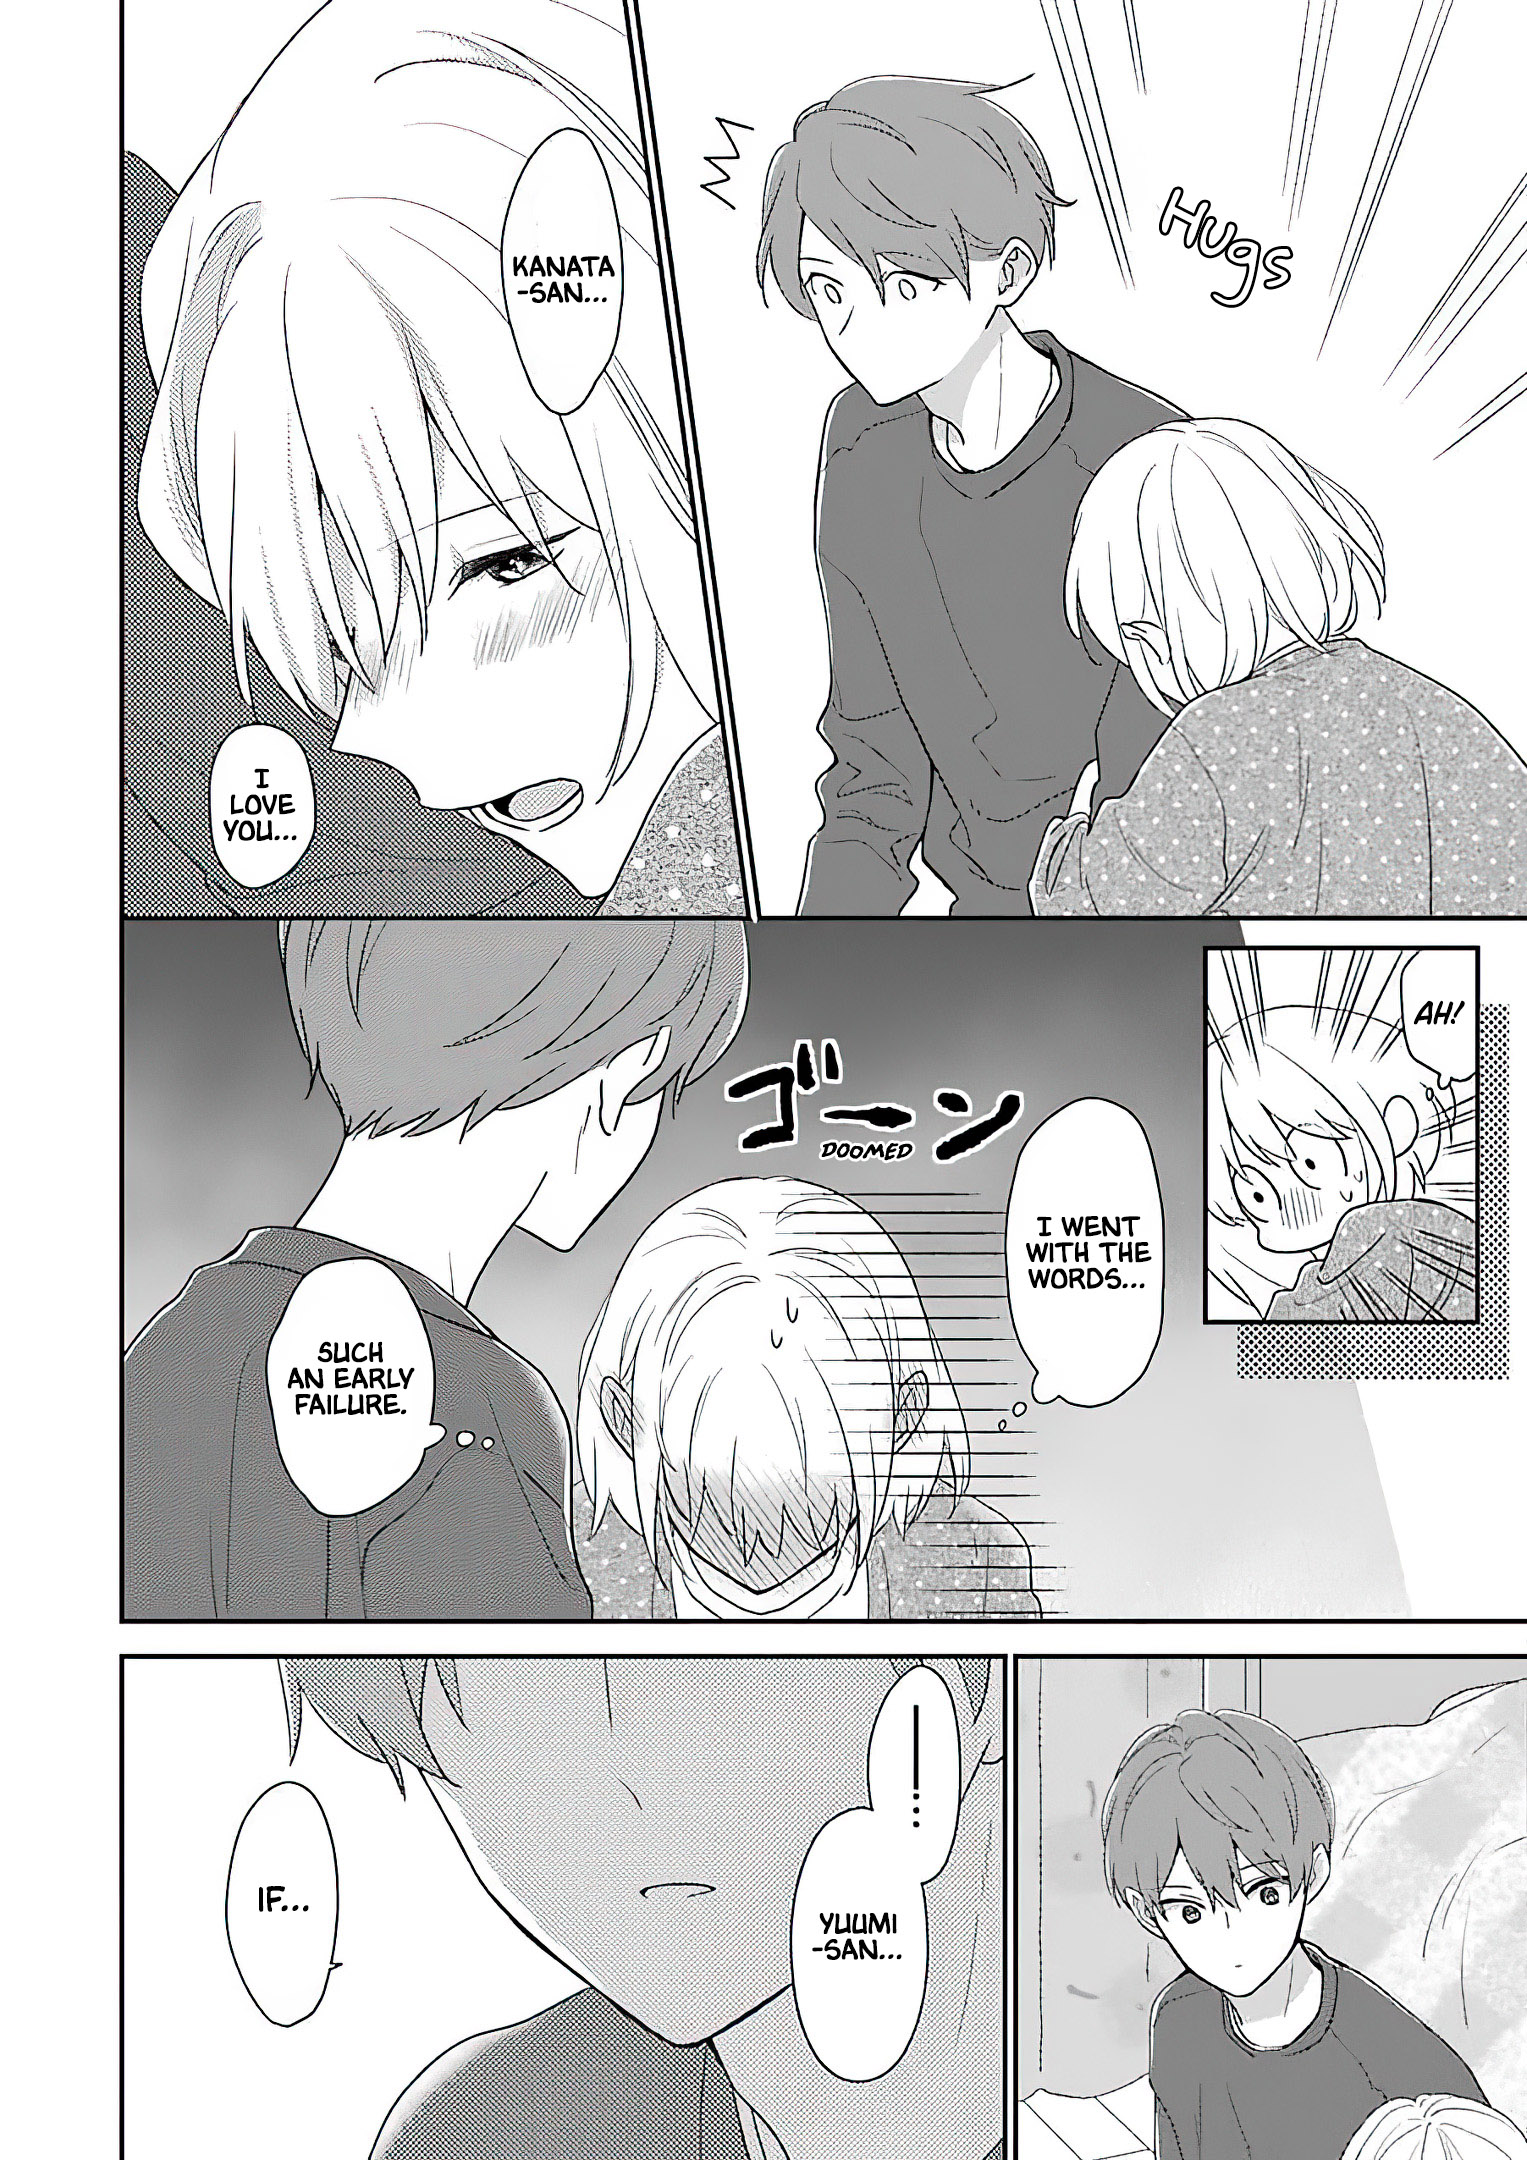 Hugs
KANATA
-SAN...
I
LOVE
YOU...
AH!
I WENT
WITH THE
WORDS...
ゴーン
DOOMED
SUCH
AN EARLY
FAILURE.
—...
YUUMI
-SAN...
IF...